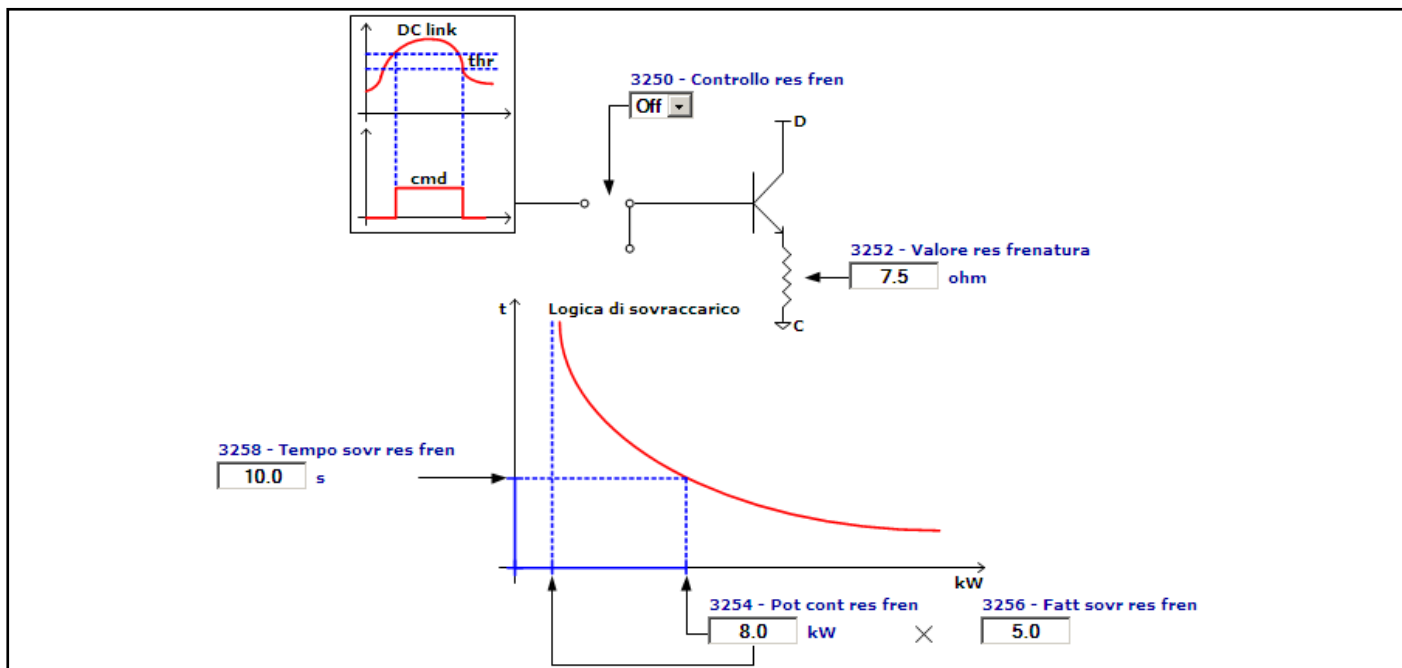 DC link
thr
cmd
3250 - Controllo res fren
Off
D
3252 - Valore res frenatura
7.5 ohm
C
t
Logica di sovraccarico
3258 - Tempo sovr res fren
10.0 s
kW
3254 - Pot cont res fren
8.0 kW
3256 - Fatt sovr res fren
5.0